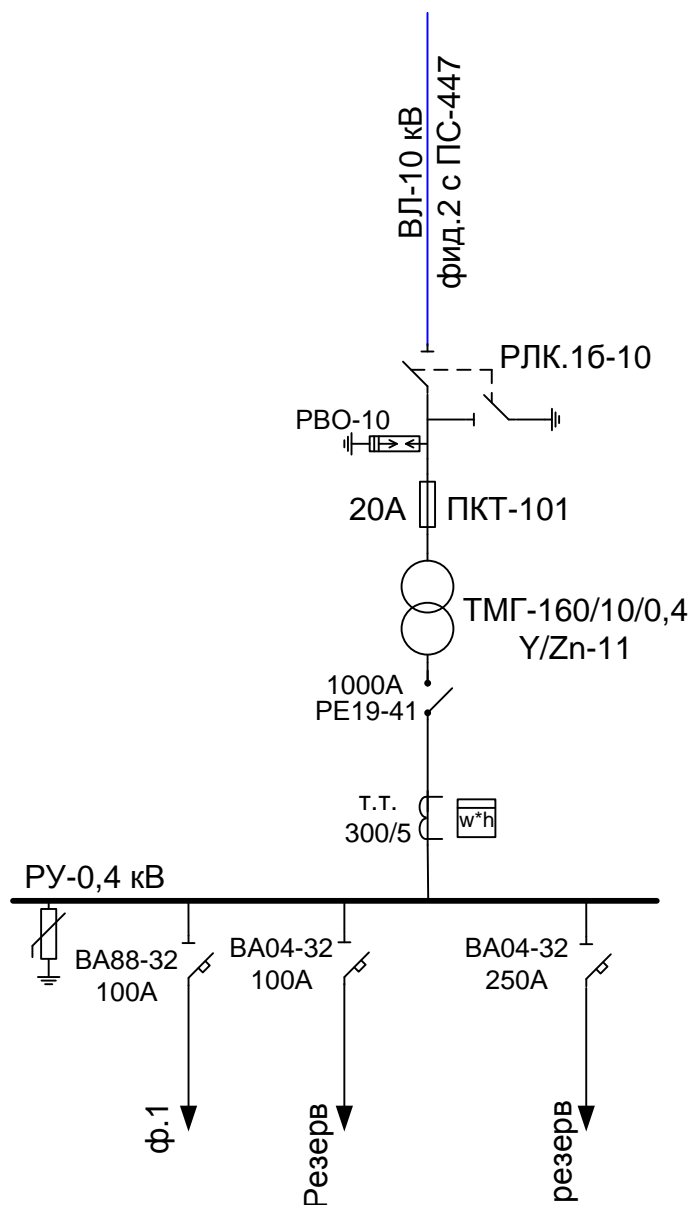 ВЛ-10 кВ
фид.2 с ПС-447
РЛК.1б-10
РВО-10
20А
ПКТ-101
ТМГ-160/10/0,4
Y/Zn-11
1000А
РЕ19-41
т.т.
300/5
w*h
РУ-0,4 кВ
ВА88-32
100А
ВА04-32
100А
ВА04-32
250А
ф.1
Резерв
резерв